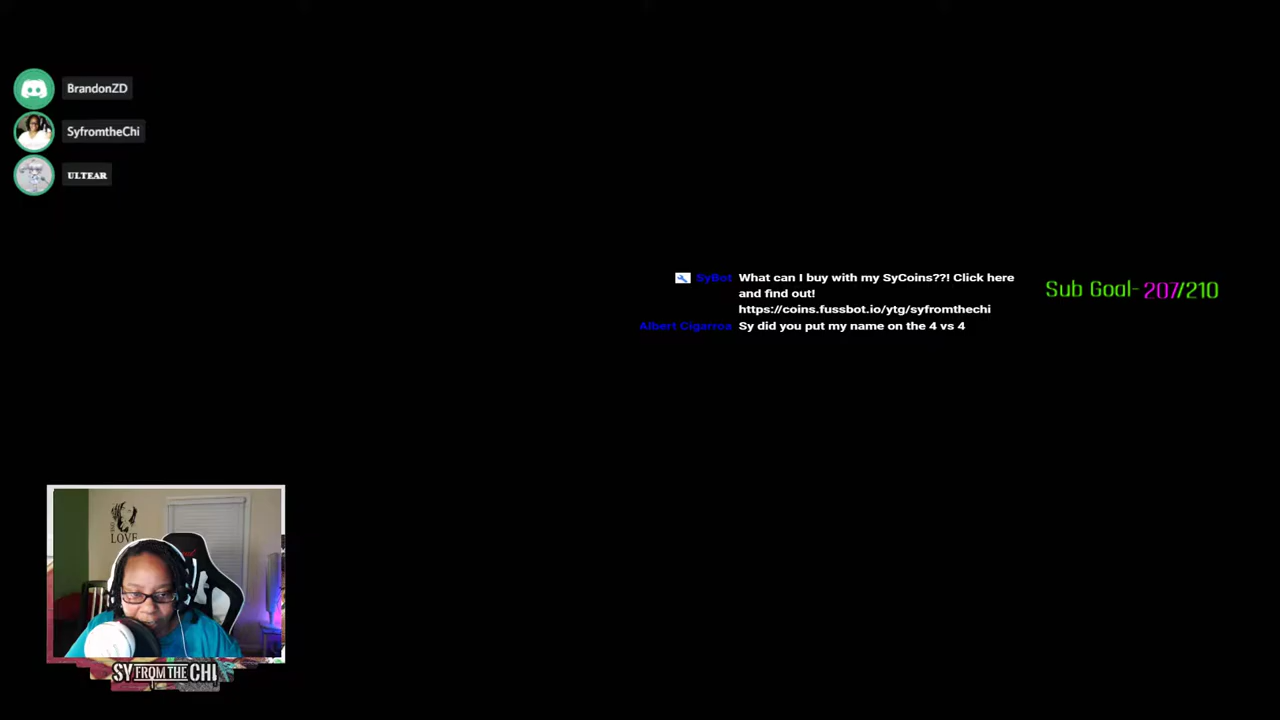 BrandonZD
SyfromtheChi
ULTEAR
SyBot What can I buy with my SyCoins??! Click here
and find out!
https://coins.fussbot.io/ytg/syfromthechi
Albert Cigarroa Sy did you put my name on the 4 vs 4
Sub Goal- 207/210
LOVE
SY FROM THE CHI